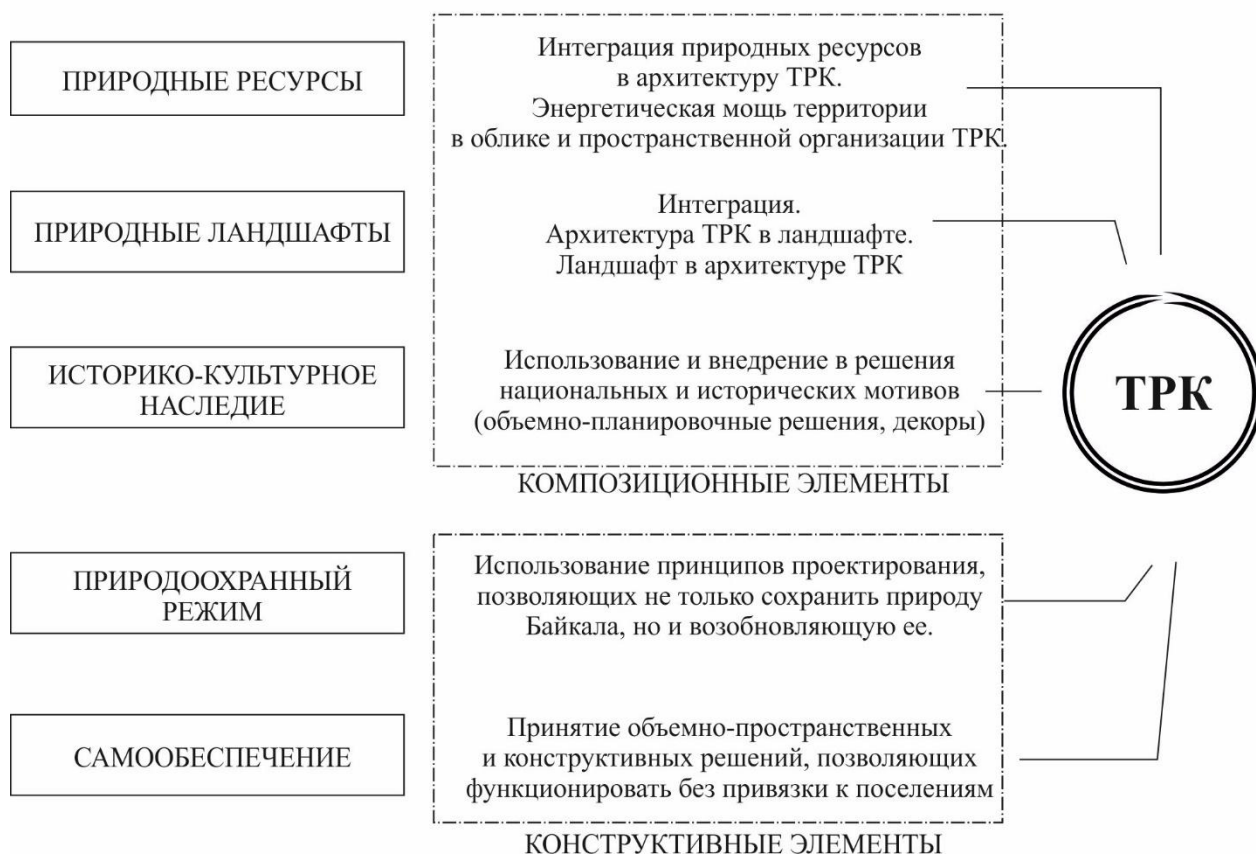 ПРИРОДНЫЕ РЕСУРСЫ
Интеграция природных ресурсов
в архитектуру ТРК.
Энергетическая мощь территории
в облике и пространственной организации ТРК.
ПРИРОДНЫЕ ЛАНДШАФТЫ
Интеграция.
Архитектура ТРК в ландшафте.
Ландшафт в архитектуре ТРК
ИСТОРИКО-КУЛЬТУРНОЕ
НАСЛЕДИЕ
Использование и внедрение в решения
национальных и исторических мотивов
(объемно-планировочные решения, декоры)
КОМПОЗИЦИОННЫЕ ЭЛЕМЕНТЫ
ТРК
ПРИРОДООХРАННЫЙ
РЕЖИМ
Использование принципов проектирования,
позволяющих не только сохранить природу
Байкала, но и возобновляющую ее.
САМООБЕСПЕЧЕНИЕ
Принятие объемно-пространственных
и конструктивных решений, позволяющих
функционировать без привязки к поселениям
КОНСТРУКТИВНЫЕ ЭЛЕМЕНТЫ